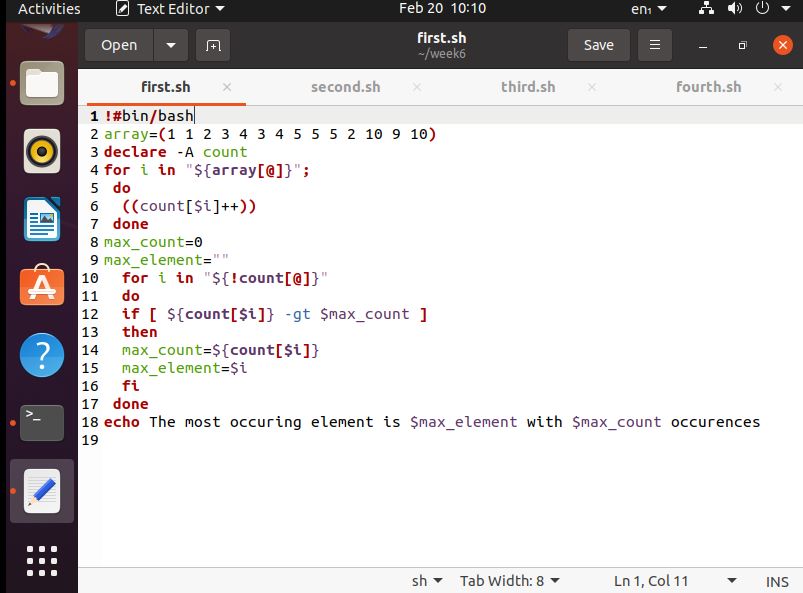 Activities Text Editor Feb 20 10:10 en₁
Open first.sh Save
~/week6
first.sh second.sh third.sh fourth.sh
1 !#bin/bash
2 array=(1 1 2 3 4 3 4 5 5 5 2 10 9 10)
3 declare -A count
4 for i in "${array[@]}";
5  do
6   ((count[$i]++))
7  done
8 max_count=0
9 max_element=""
10   for i in "${!count[@]}"
11   do
12   if [ ${count[$i]} -gt $max_count ]
13   then
14   max_count=${count[$i]}
15   max_element=$i
16   fi
17  done
18 echo The most occuring element is $max_element with $max_count occurences
19
sh Tab Width: 8 Ln 1, Col 11 INS